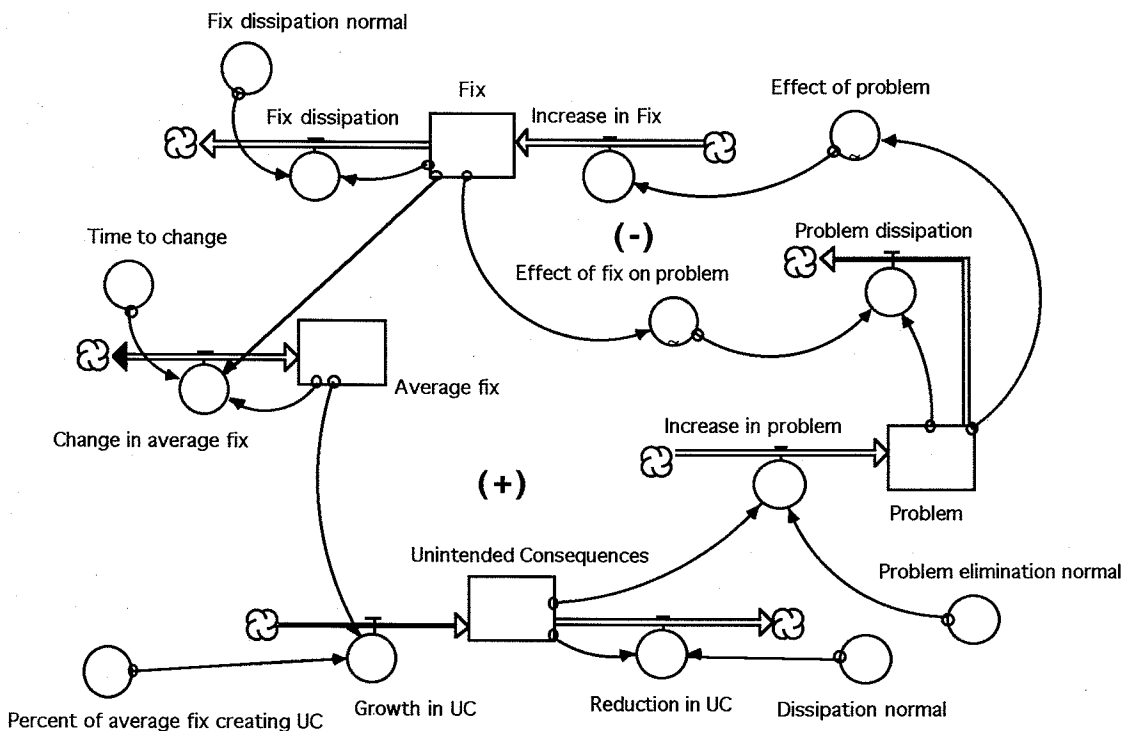 Fix dissipation normal
Fix
Effect of problem
Fix dissipation
Increase in Fix
(-)
Time to change
Problem dissipation
Effect of fix on problem
Average fix
Change in average fix
Increase in problem
(+)
Problem
Unintended Consequences
Problem elimination normal
Growth in UC
Reduction in UC
Dissipation normal
Percent of average fix creating UC